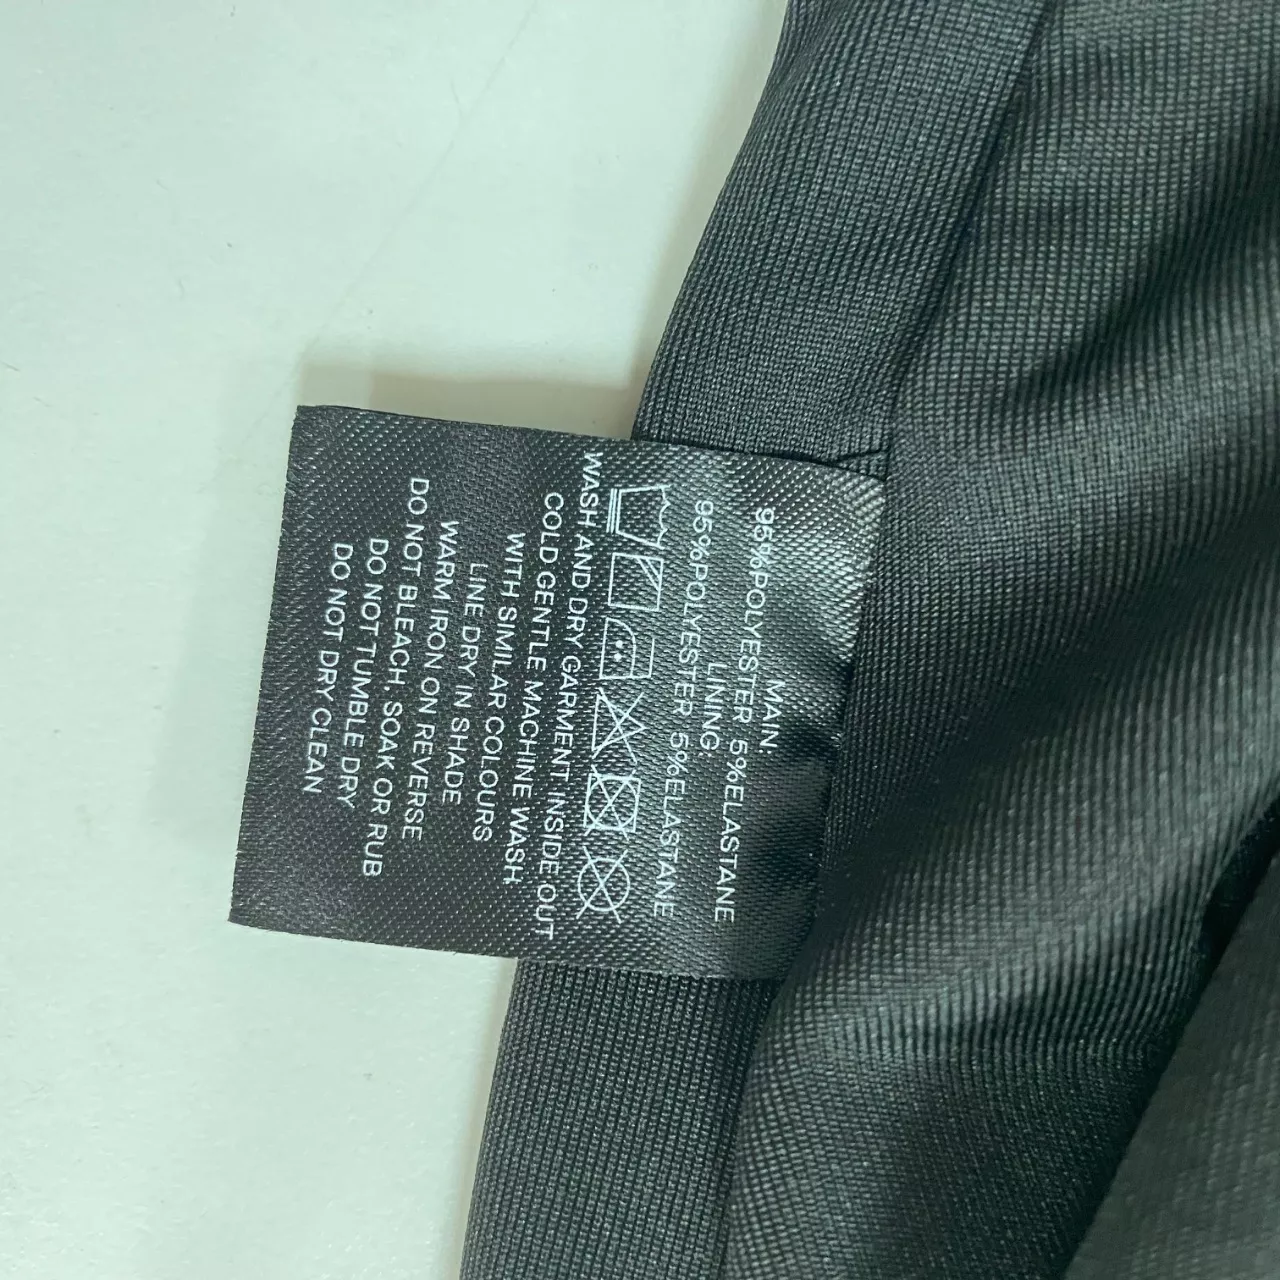 MAIN:
95%POLYESTER 5%ELASTANE
LINING:
95%POLYESTER 5%ELASTANE
WASH AND DRY GARMENT INSIDE OUT
COLD GENTLE MACHINE WASH
WITH SIMILAR COLOURS
LINE DRY IN SHADE
WARM IRON ON REVERSE
DO NOT BLEACH, SOAK OR RUB
DO NOT TUMBLE DRY
DO NOT DRY CLEAN